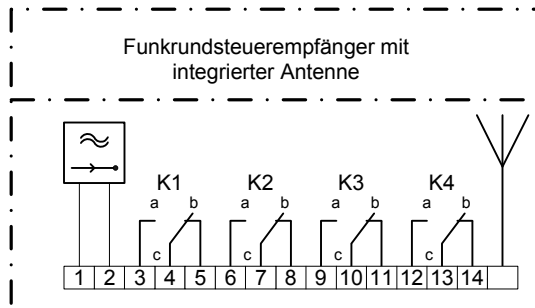 Funkrundsteuerempfänger mit
integrierter Antenne
K1 K2 K3 K4
a b a b a b a b
c c c c
1 2 3 4 5 6 7 8 9 10 11 12 13 14